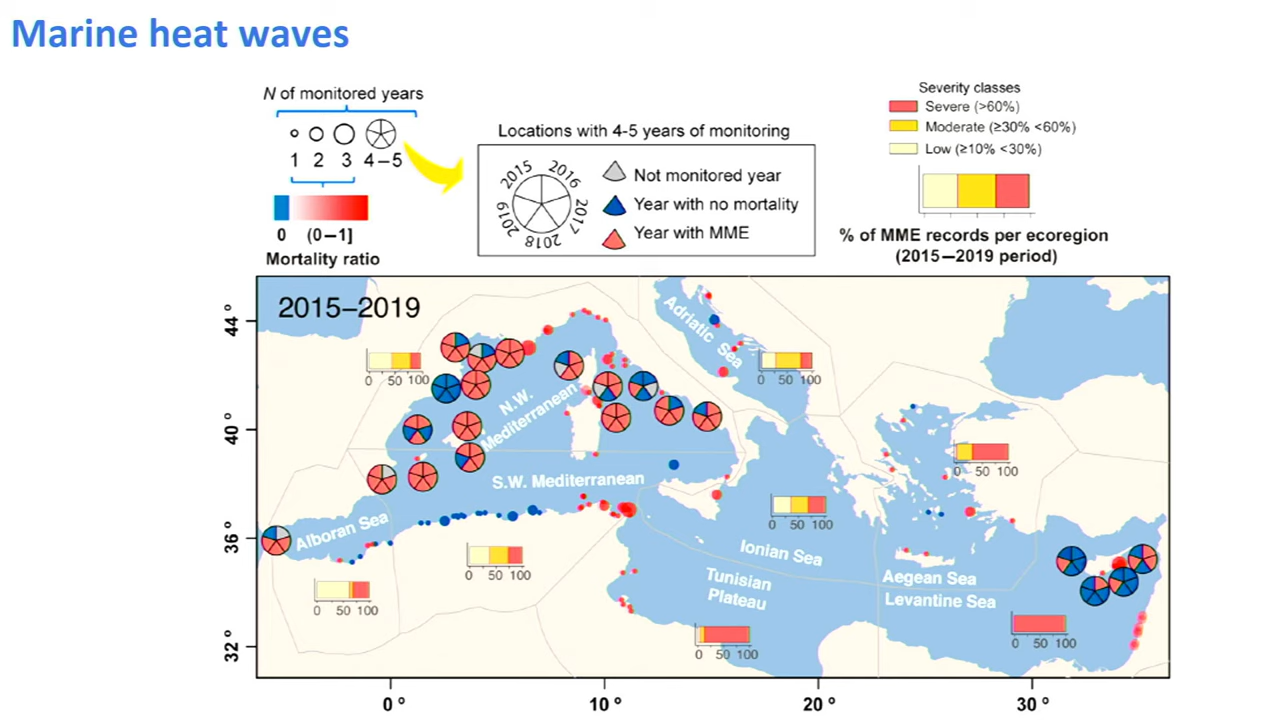 Marine heat waves
N of monitored years
1 2 3 4–5
0 (0–1]
Mortality ratio
Locations with 4-5 years of monitoring
2015
2016
2017
2018
2019
Not monitored year
Year with no mortality
Year with MME
Severity classes
Severe (>60%)
Moderate (≥30% <60%)
Low (≥10% <30%)
% of MME records per ecoregion
(2015–2019 period)
2015–2019
44 °
40 °
36 °
32 °
Adriatic Sea
0 50 100
0 50 100
N.W.
Mediterranean
S.W. Mediterranean
0 50 100
Alboran Sea
0 50 100
0 50 100
0 50 100
Ionian Sea
Tunisian
Plateau
Aegean Sea
Levantine Sea
0 50 100
0 50 100
0 º 10 º 20 º 30 º